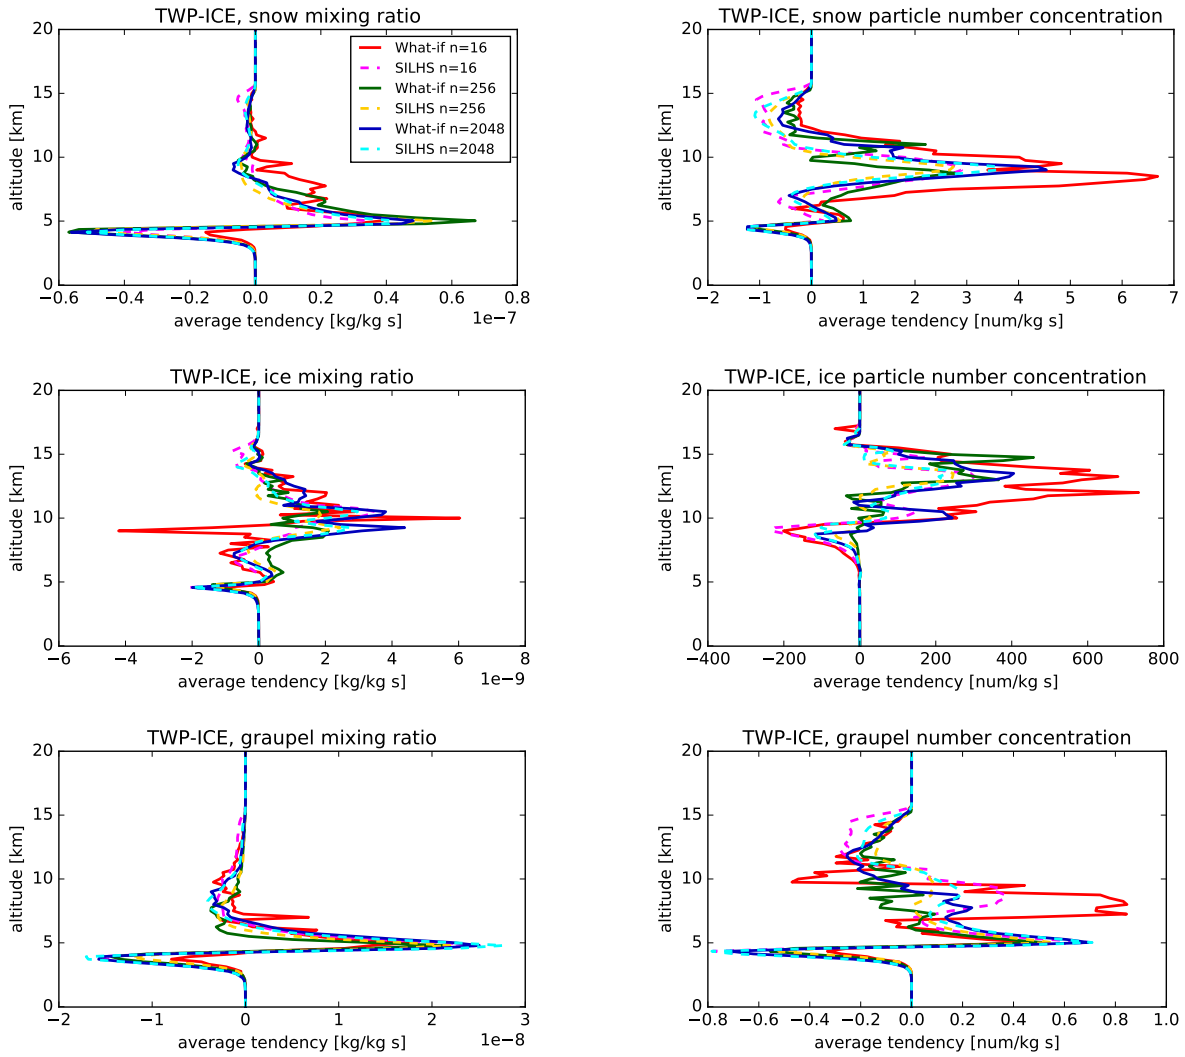 TWP-ICE, snow mixing ratio
20
15
10
5
0
altitude [km]
What-if n=16
SILHS n=16
What-if n=256
SILHS n=256
What-if n=2048
SILHS n=2048
−0.6 −0.4 −0.2 0.0 0.2 0.4 0.6 0.8
average tendency [kg/kg s]
1e−7
TWP-ICE, snow particle number concentration
20
15
10
5
0
altitude [km]
−2 −1 0 1 2 3 4 5 6 7
average tendency [num/kg s]
TWP-ICE, ice mixing ratio
20
15
10
5
0
altitude [km]
−6 −4 −2 0 2 4 6 8
average tendency [kg/kg s]
1e−9
TWP-ICE, ice particle number concentration
20
15
10
5
0
altitude [km]
−400 −200 0 200 400 600 800
average tendency [num/kg s]
TWP-ICE, graupel mixing ratio
20
15
10
5
0
altitude [km]
−2 −1 0 1 2 3
average tendency [kg/kg s]
1e−8
TWP-ICE, graupel number concentration
20
15
10
5
0
altitude [km]
−0.8 −0.6 −0.4 −0.2 0.0 0.2 0.4 0.6 0.8 1.0
average tendency [num/kg s]